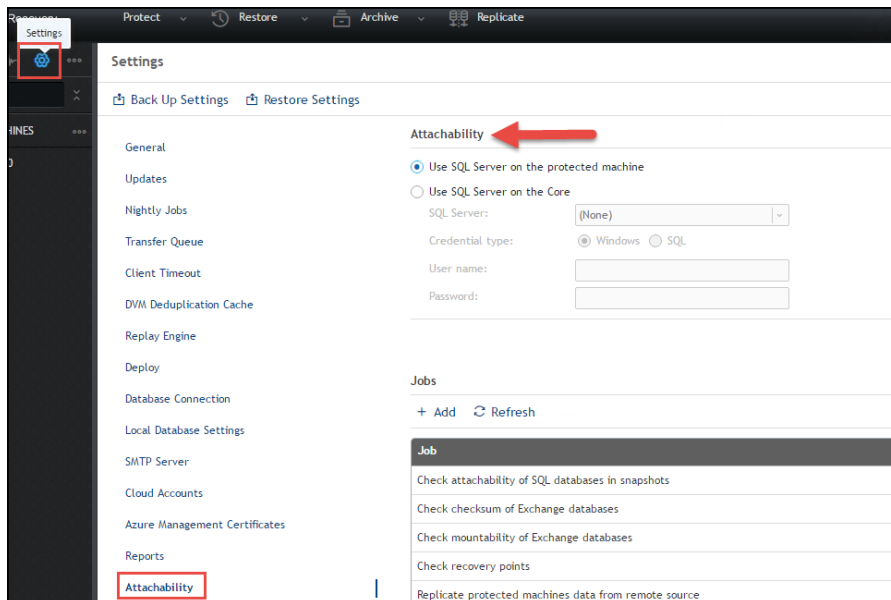 Protect
Restore
Archive
Replicate
Settings
Settings
Back Up Settings
Restore Settings
General
Updates
Nightly Jobs
Transfer Queue
Client Timeout
DVM Deduplication Cache
Replay Engine
Deploy
Database Connection
Local Database Settings
SMTP Server
Cloud Accounts
Azure Management Certificates
Reports
Attachability
Attachability
Use SQL Server on the protected machine
Use SQL Server on the Core
SQL Server:
(None)
Credential type:
Windows
SQL
User name:
Password:
Jobs
+ Add
Refresh
Job
Check attachability of SQL databases in snapshots
Check checksum of Exchange databases
Check mountability of Exchange databases
Check recovery points
Replicate protected machines data from remote source